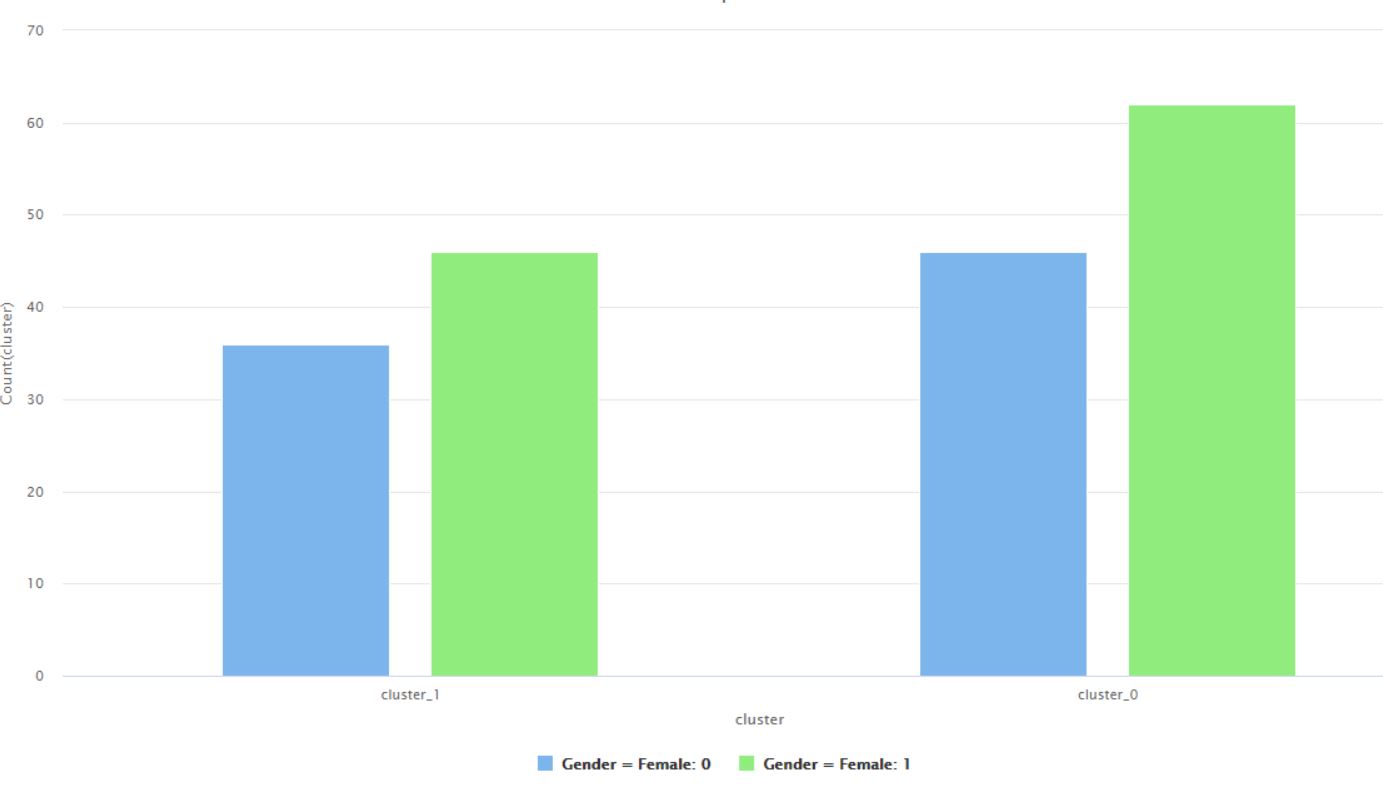 70
60
50
40
30
20
10
0
Count(cluster)
cluster_1
cluster_0
cluster
Gender = Female: 0
Gender = Female: 1